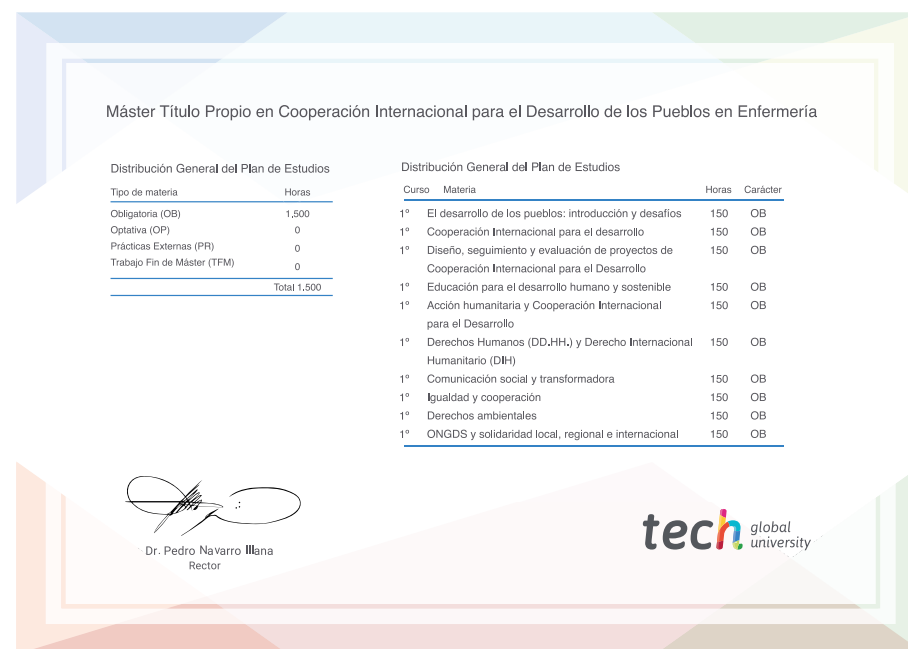 Máster Título Propio en Cooperación Internacional para el Desarrollo de los Pueblos en Enfermería
Distribución General del Plan de Estudios
Tipo de materia Horas
Obligatoria (OB) 1,500
Optativa (OP) 0
Prácticas Externas (PR) 0
Trabajo Fin de Máster (TFM) 0
Total 1.500
Distribución General del Plan de Estudios
Curso Materia Horas Carácter
1º El desarrollo de los pueblos: introducción y desafíos 150 OB
1º Cooperación Internacional para el desarrollo 150 OB
1º Diseño, seguimiento y evaluación de proyectos de 150 OB
Cooperación Internacional para el Desarrollo
1º Educación para el desarrollo humano y sostenible 150 OB
1º Acción humanitaria y Cooperación Internacional 150 OB
para el Desarrollo
1º Derechos Humanos (DD.HH.) y Derecho Internacional 150 OB
Humanitario (DIH)
1º Comunicación social y transformadora 150 OB
1º Igualdad y cooperación 150 OB
1º Derechos ambientales 150 OB
1º ONGDS y solidaridad local, regional e internacional 150 OB
Dr. Pedro Navarro Illana
Rector
tech global
university